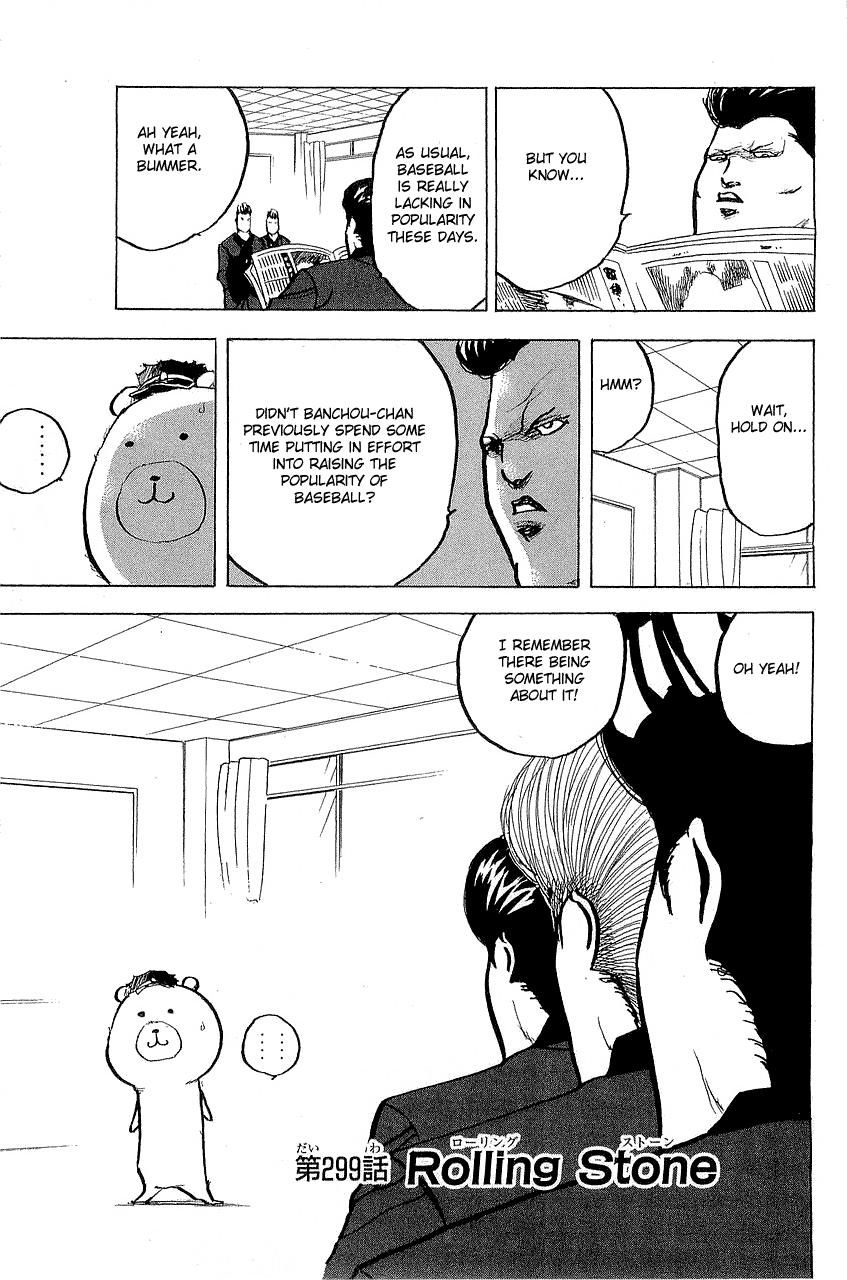 BUT YOU
KNOW...
AS USUAL,
BASEBALL
IS REALLY
LACKING IN
POPULARITY
THESE DAYS.
AH YEAH,
WHAT A
BUMMER.
WAIT,
HOLD ON...
HMM?
DIDN'T BANCHOU-CHAN
PREVIOUSLY SPEND SOME
TIME PUTTING IN EFFORT
INTO RAISING THE
POPULARITY OF
BASEBALL?
......
OH YEAH!
I REMEMBER
THERE BEING
SOMETHING
ABOUT IT!
......
だい わ ローリング ストーン
第299話 Rolling Stone